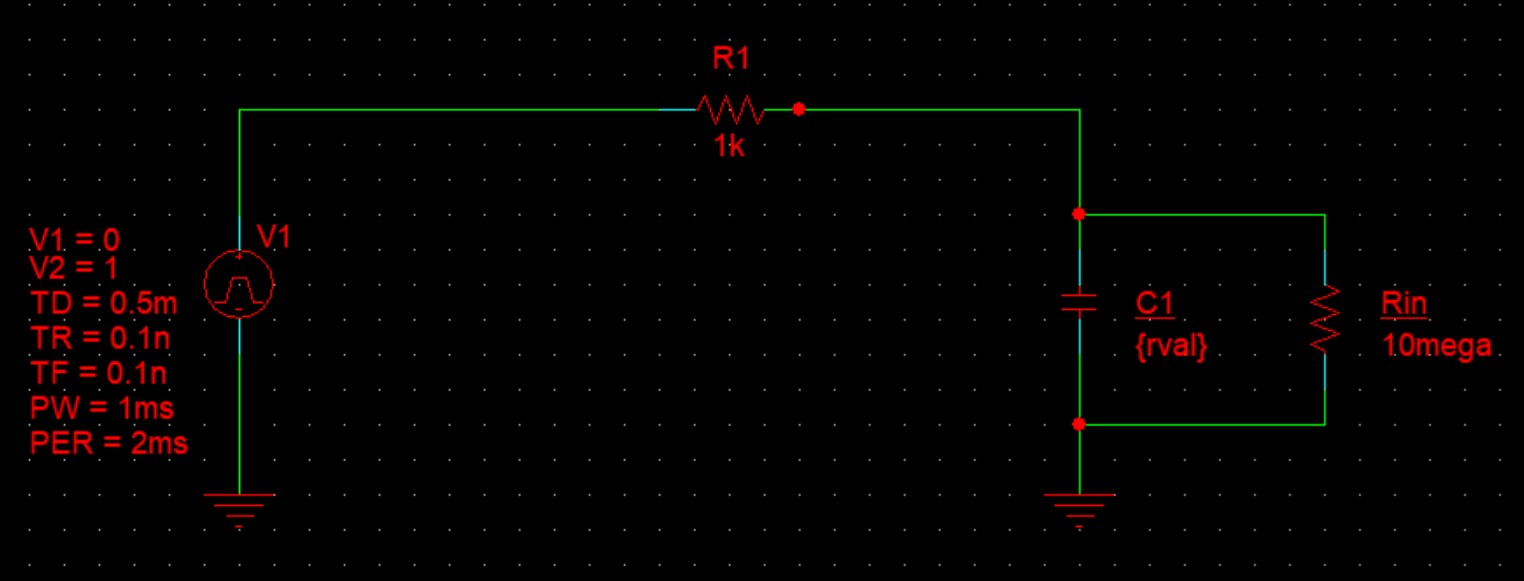 R1
1k
V1
V1 = 0
V2 = 1
TD = 0.5m
TR = 0.1n
TF = 0.1n
PW = 1ms
PER = 2ms
C1
{rval}
Rin
10mega